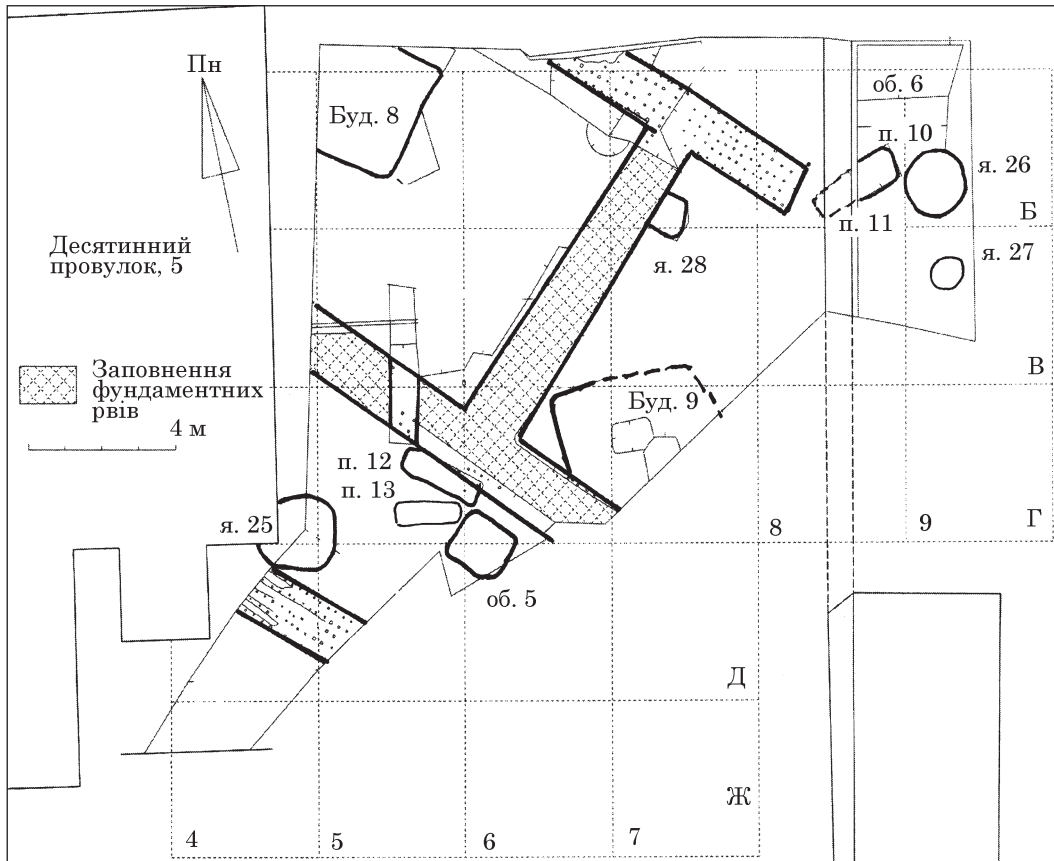 Пн
Буд. 8
об. 6
п. 10
я. 26
п. 11
Б
Десятинний
провулок, 5
я. 28
я. 27
Заповнення
фундаментних
рвів
4 м
В
Буд. 9
п. 12
п. 13
я. 25
8
9
Г
об. 5
Д
Ж
4
5
6
7